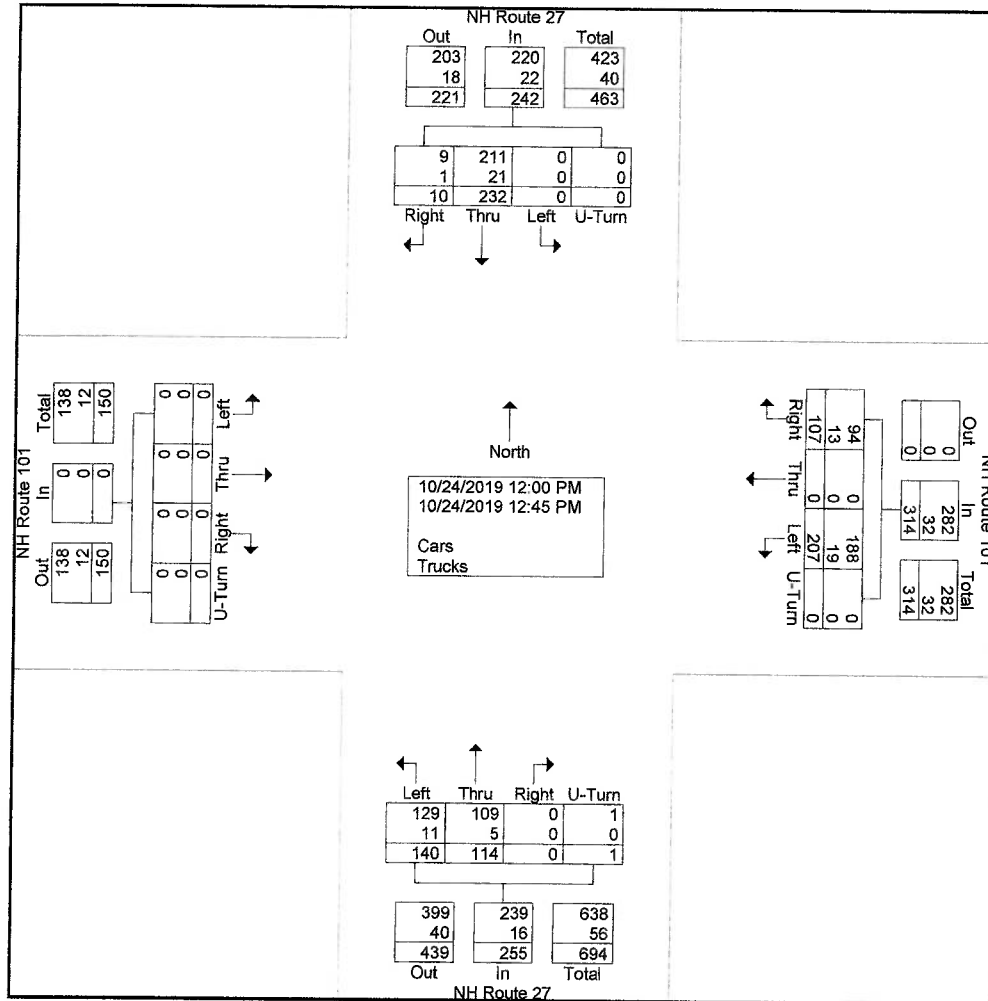 NH Route 27
Out In Total
203 220 423
18 22 40
221 242 463
9 211 0 0
1 21 0 0
10 232 0 0
Right Thru Left U-Turn
NH Route 101
Total In Out
138 0 138
12 0 12
150 0 150
0 0 0 0
0 0 0 0
0 0 0 0
Left Thru Right U-Turn
North
10/24/2019 12:00 PM
10/24/2019 12:45 PM
Cars
Trucks
NH Route 101
Out In Total
0 282 282
0 32 32
0 314 314
94 0 188 0
13 0 19 0
107 0 207 0
Right Thru Left U-Turn
Left Thru Right U-Turn
129 109 0 1
11 5 0 0
140 114 0 1
399 239 638
40 16 56
439 255 694
Out In Total
NH Route 27